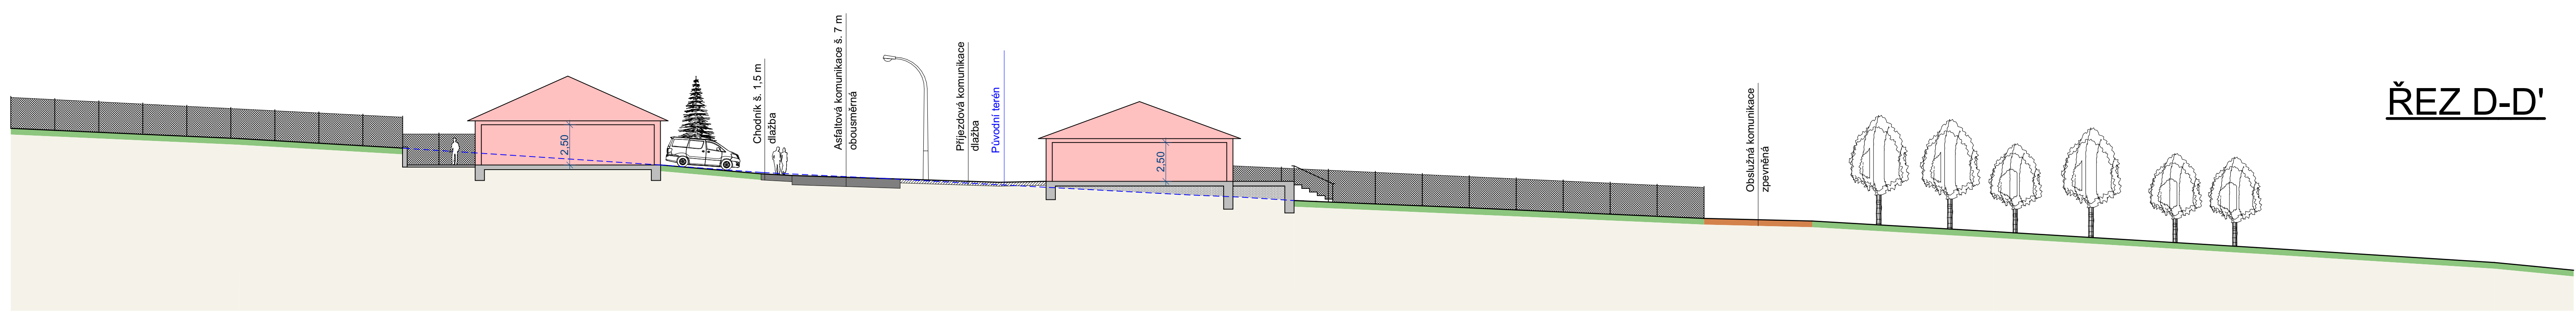 2,50
Chodník š. 1,5 m
dlažba
Asfaltová komunikace š. 7 m
obousměrná
Příjezdová komunikace
dlažba
Původní terén
2,50
Obslužná komunikace
zpevněná
ŘEZ D-D'